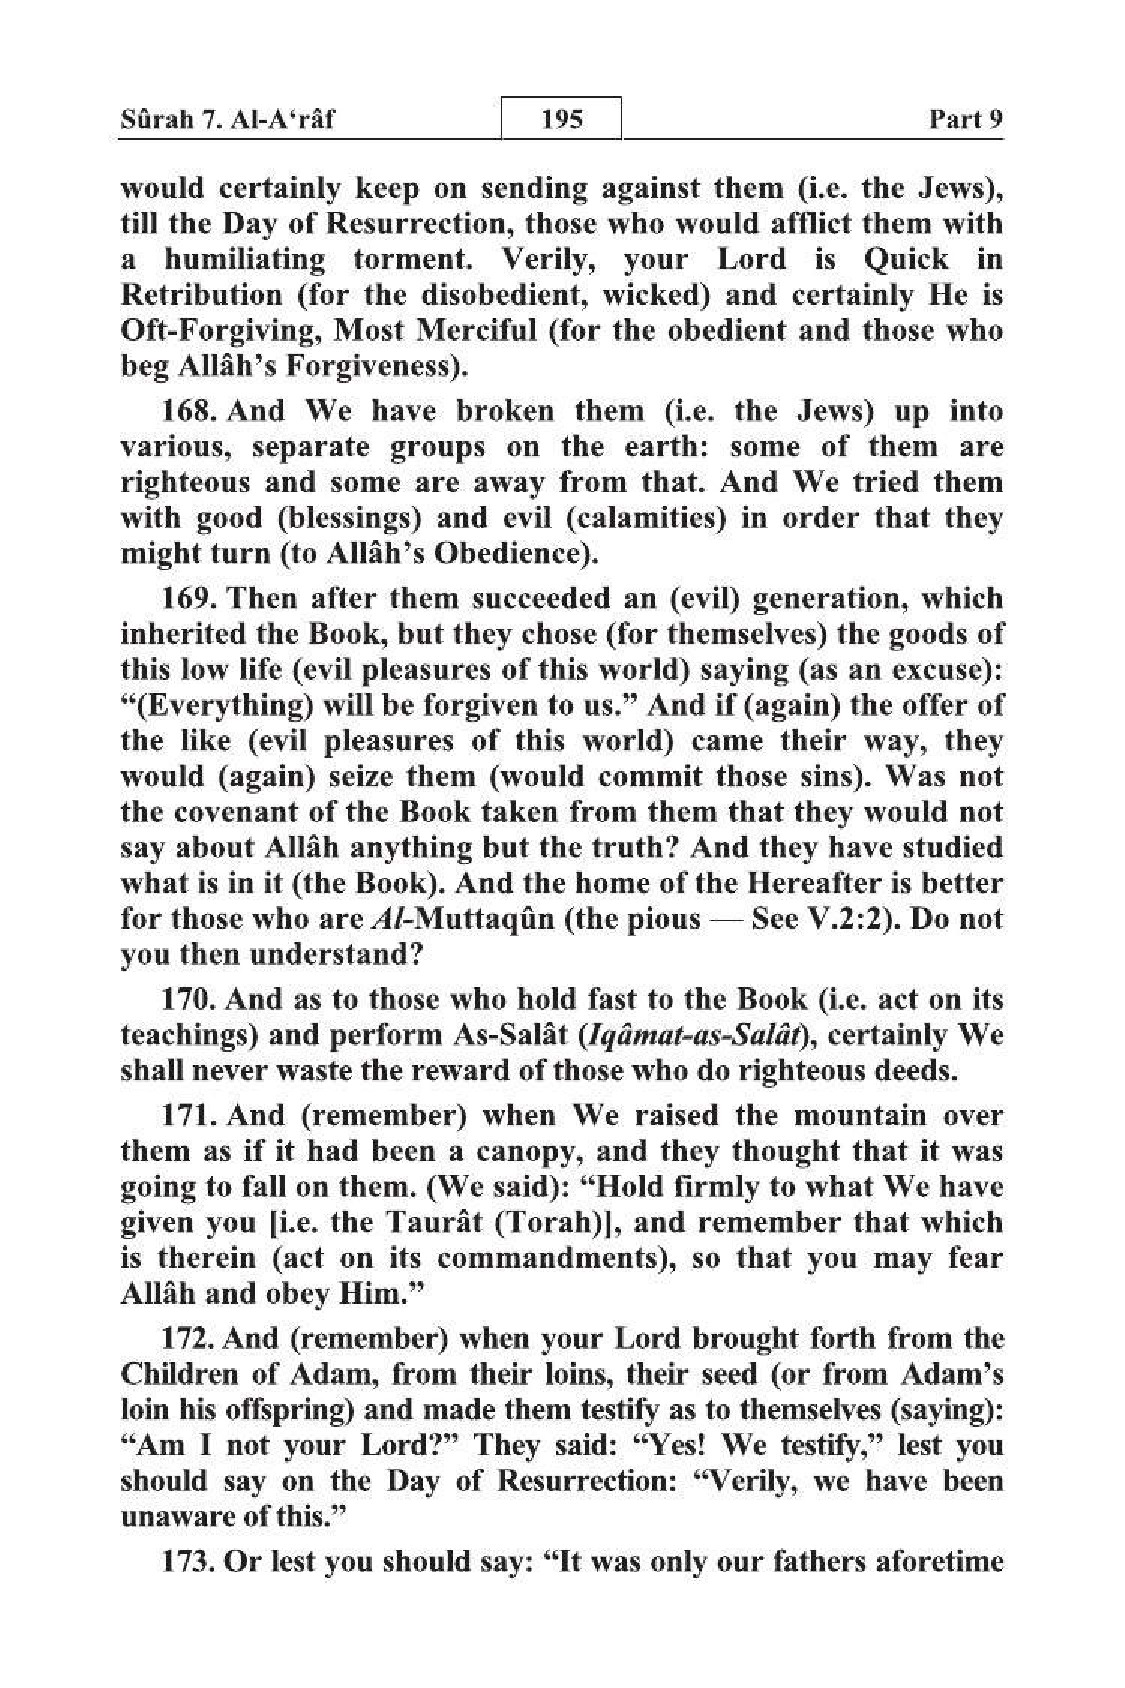 Sûrah 7. Al-A‘râf 195 Part 9
would certainly keep on sending against them (i.e. the Jews),
till the Day of Resurrection, those who would afflict them with
a humiliating torment. Verily, your Lord is Quick in
Retribution (for the disobedient, wicked) and certainly He is
Oft-Forgiving, Most Merciful (for the obedient and those who
beg Allâh’s Forgiveness).
168. And We have broken them (i.e. the Jews) up into
various, separate groups on the earth: some of them are
righteous and some are away from that. And We tried them
with good (blessings) and evil (calamities) in order that they
might turn (to Allâh’s Obedience).
169. Then after them succeeded an (evil) generation, which
inherited the Book, but they chose (for themselves) the goods of
this low life (evil pleasures of this world) saying (as an excuse):
“(Everything) will be forgiven to us.” And if (again) the offer of
the like (evil pleasures of this world) came their way, they
would (again) seize them (would commit those sins). Was not
the covenant of the Book taken from them that they would not
say about Allâh anything but the truth? And they have studied
what is in it (the Book). And the home of the Hereafter is better
for those who are Al-Muttaqûn (the pious — See V.2:2). Do not
you then understand?
170. And as to those who hold fast to the Book (i.e. act on its
teachings) and perform As-Salât (Iqâmat-as-Salât), certainly We
shall never waste the reward of those who do righteous deeds.
171. And (remember) when We raised the mountain over
them as if it had been a canopy, and they thought that it was
going to fall on them. (We said): “Hold firmly to what We have
given you [i.e. the Taurât (Torah)], and remember that which
is therein (act on its commandments), so that you may fear
Allâh and obey Him.”
172. And (remember) when your Lord brought forth from the
Children of Adam, from their loins, their seed (or from Adam’s
loin his offspring) and made them testify as to themselves (saying):
“Am I not your Lord?” They said: “Yes! We testify,” lest you
should say on the Day of Resurrection: “Verily, we have been
unaware of this.”
173. Or lest you should say: “It was only our fathers aforetime